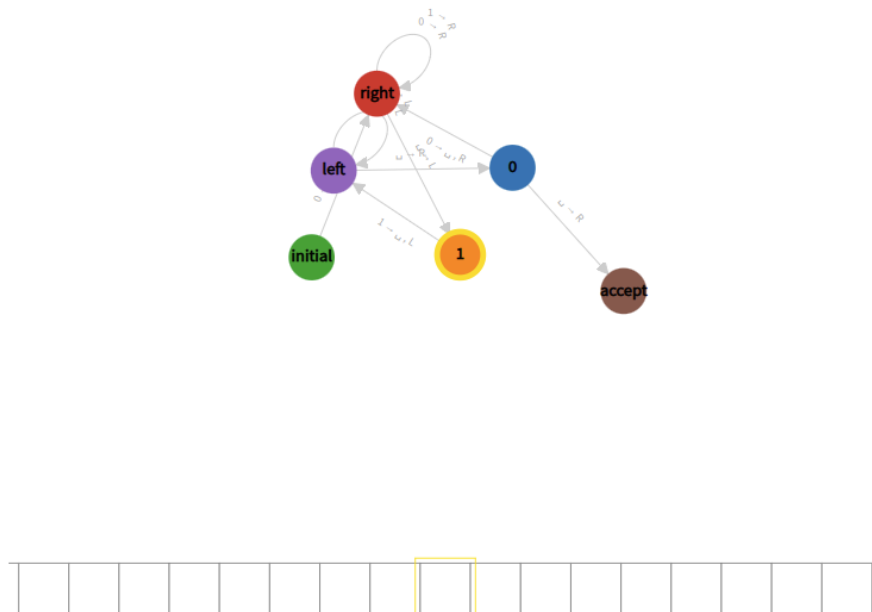 1→R
0→R
right
left
0→␣,R
0
␣→R
1→␣,L
initial
1
accept